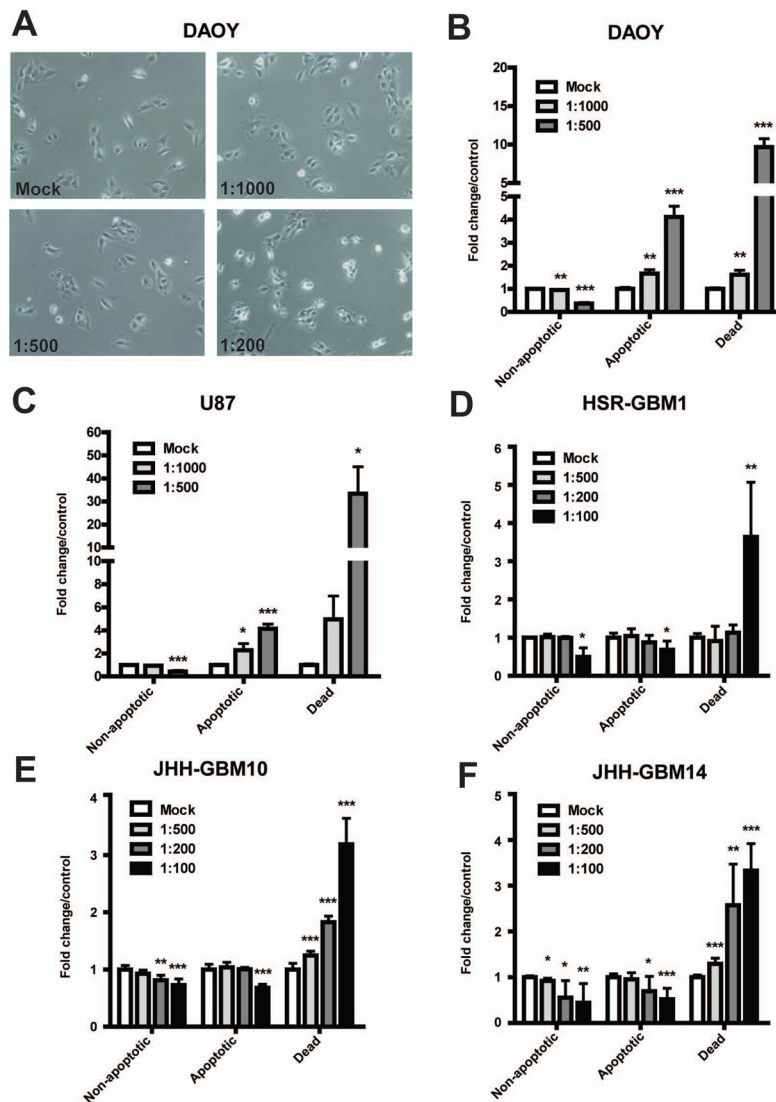 A
DAOY
Mock
1:1000
1:500
1:200
B
DAOY
Mock
1:1000
1:500
Fold change/control
20
15
10
5
5
4
3
2
1
0
**
***
**
***
**
***
Non-apoptotic
Apoptotic
Dead
C
U87
Mock
1:1000
1:500
Fold change/control
60
50
40
30
20
10
10
8
6
4
2
0
***
*
***
*
Non-apoptotic
Apoptotic
Dead
D
HSR-GBM1
Mock
1:500
1:200
1:100
Fold change/control
6
5
4
3
2
1
0
*
*
**
Non-apoptotic
Apoptotic
Dead
E
JHH-GBM10
Mock
1:500
1:200
1:100
Fold change/control
4
3
2
1
0
**
***
***
***
***
***
Non-apoptotic
Apoptotic
Dead
F
JHH-GBM14
Mock
1:500
1:200
1:100
Fold change/control
5
4
3
2
1
0
*
*
**
*
***
***
**
***
Non-apoptotic
Apoptotic
Dead